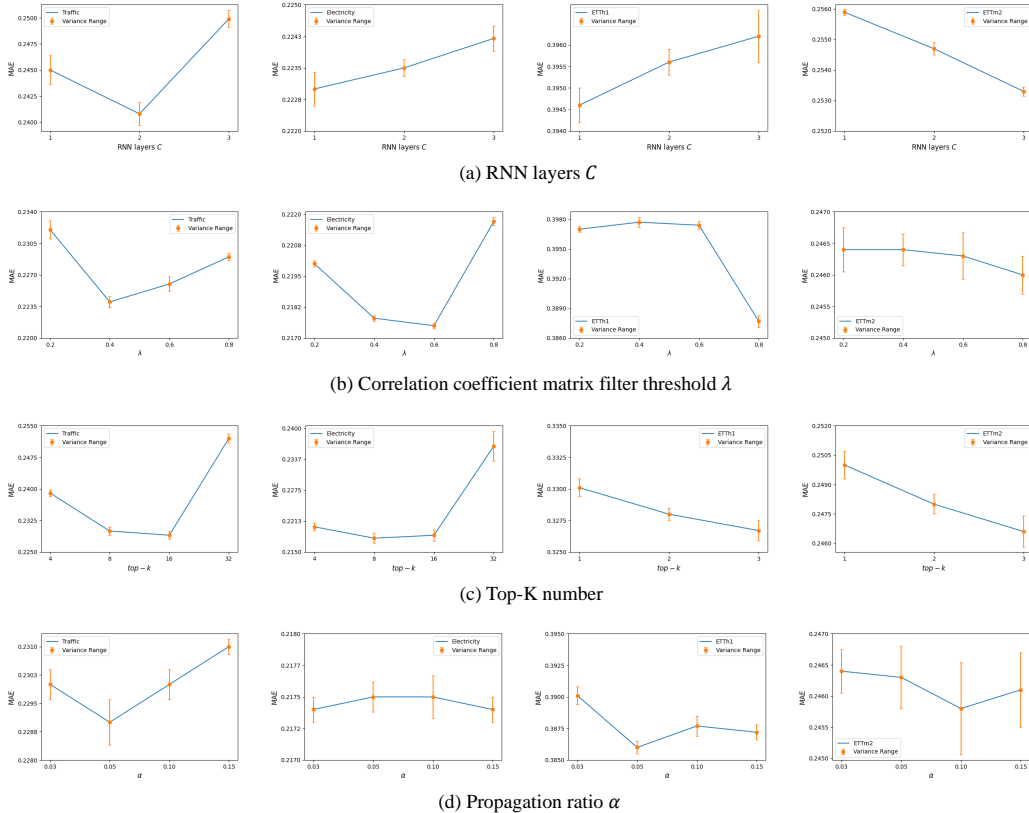 Traffic
Variance Range
0.2500
0.2475
0.2450
0.2425
0.2400
MAE
1 2 3
RNN layers C
Electricity
Variance Range
0.2250
0.2243
0.2235
0.2228
0.2220
MAE
1 2 3
RNN layers C
ETTh1
Variance Range
0.3960
0.3955
0.3950
0.3945
0.3940
MAE
1 2 3
RNN layers C
ETTm2
Variance Range
0.2560
0.2550
0.2540
0.2530
0.2520
MAE
1 2 3
RNN layers C
(a) RNN layers C
Traffic
Variance Range
0.2340
0.2305
0.2270
0.2235
0.2200
MAE
0.2 0.4 0.6 0.8
λ
Electricity
Variance Range
0.2220
0.2208
0.2195
0.2182
0.2170
MAE
0.2 0.4 0.6 0.8
λ
0.3980
0.3950
0.3920
0.3890
0.3860
MAE
ETTh1
Variance Range
0.2 0.4 0.6 0.8
λ
0.2470
0.2465
0.2460
0.2455
0.2450
MAE
ETTm2
Variance Range
0.2 0.4 0.6 0.8
λ
(b) Correlation coefficient matrix filter threshold λ
Traffic
Variance Range
0.2550
0.2475
0.2400
0.2325
0.2250
MAE
4 8 16 32
top − k
Electricity
Variance Range
0.2400
0.2337
0.2275
0.2213
0.2150
MAE
4 8 16 32
top − k
ETTh1
Variance Range
0.3350
0.3325
0.3300
0.3275
0.3250
MAE
1 2 3
top − k
ETTm2
Variance Range
0.2520
0.2505
0.2490
0.2475
0.2460
MAE
1 2 3
top − k
(c) Top-K number
Traffic
Variance Range
0.2310
0.2303
0.2295
0.2288
0.2280
MAE
0.03 0.05 0.10 0.15
α
Electricity
Variance Range
0.2180
0.2177
0.2175
0.2172
0.2170
MAE
0.03 0.05 0.10 0.15
α
ETTh1
Variance Range
0.3950
0.3925
0.3900
0.3875
0.3850
MAE
0.03 0.05 0.10 0.15
α
0.2470
0.2465
0.2460
0.2455
0.2450
MAE
ETTm2
Variance Range
0.03 0.05 0.10 0.15
α
(d) Propagation ratio α